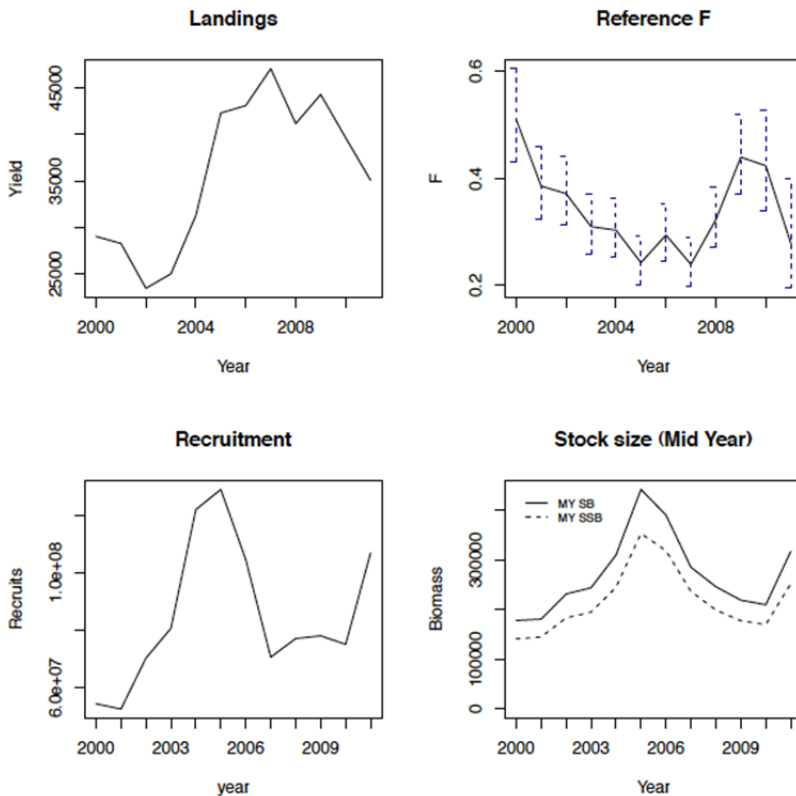 Landings
Yield
45000
35000
25000
2000 2004 2008
Year
Reference F
F
0.6
0.4
0.2
2000 2004 2008
Year
Recruitment
Recruits
1.0e+08
6.0e+07
2000 2003 2006 2009
year
Stock size (Mid Year)
MY SB
MY SSB
Biomass
300000
100000
0
2000 2003 2006 2009
Year